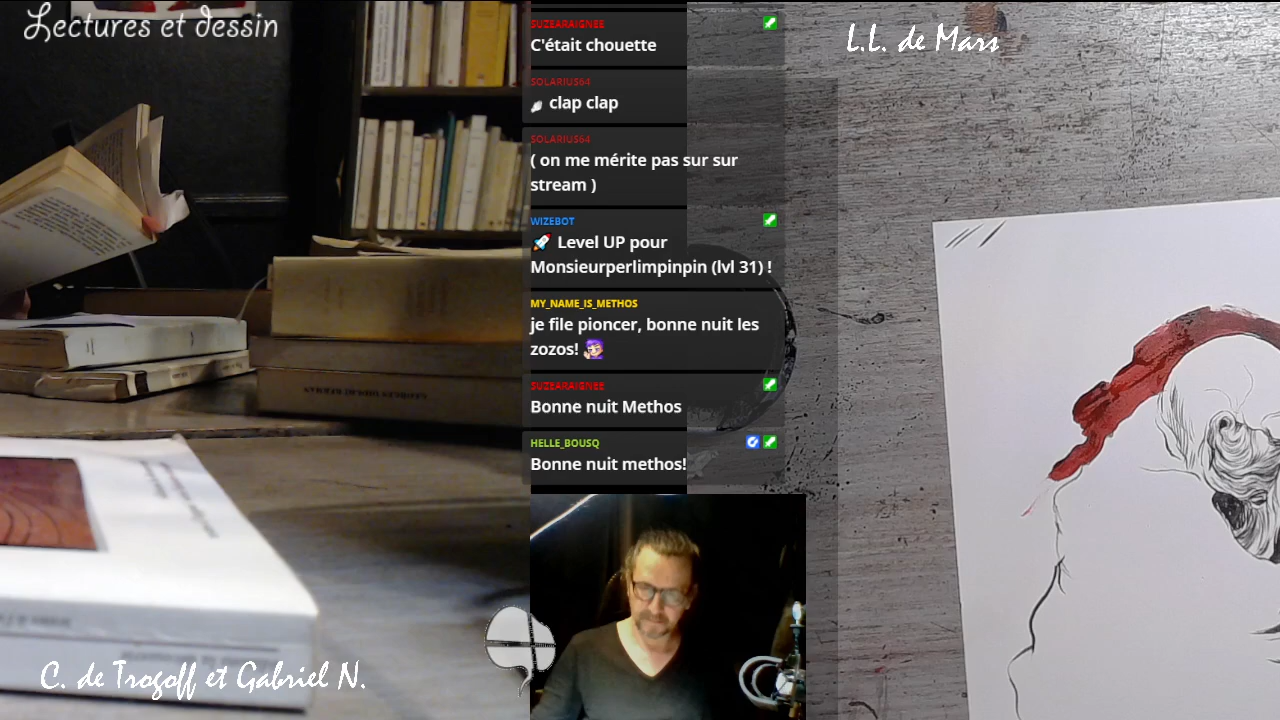 Lectures et dessin
L.L. de Mars
SUZEARAIGNEE
C'était chouette
SOLARIUS64
clap clap
SOLARIUS64
( on me mérite pas sur sur
stream )
WIZEBOT
🚀 Level UP pour
Monsieurperlimpinpin (lvl 31) !
MY_NAME_IS_METHOS
je file pioncer, bonne nuit les
zozos!
SUZEARAIGNEE
Bonne nuit Methos
HELLE_BOUSQ
Bonne nuit methos!
C. de Trogoff et Gabriel N.